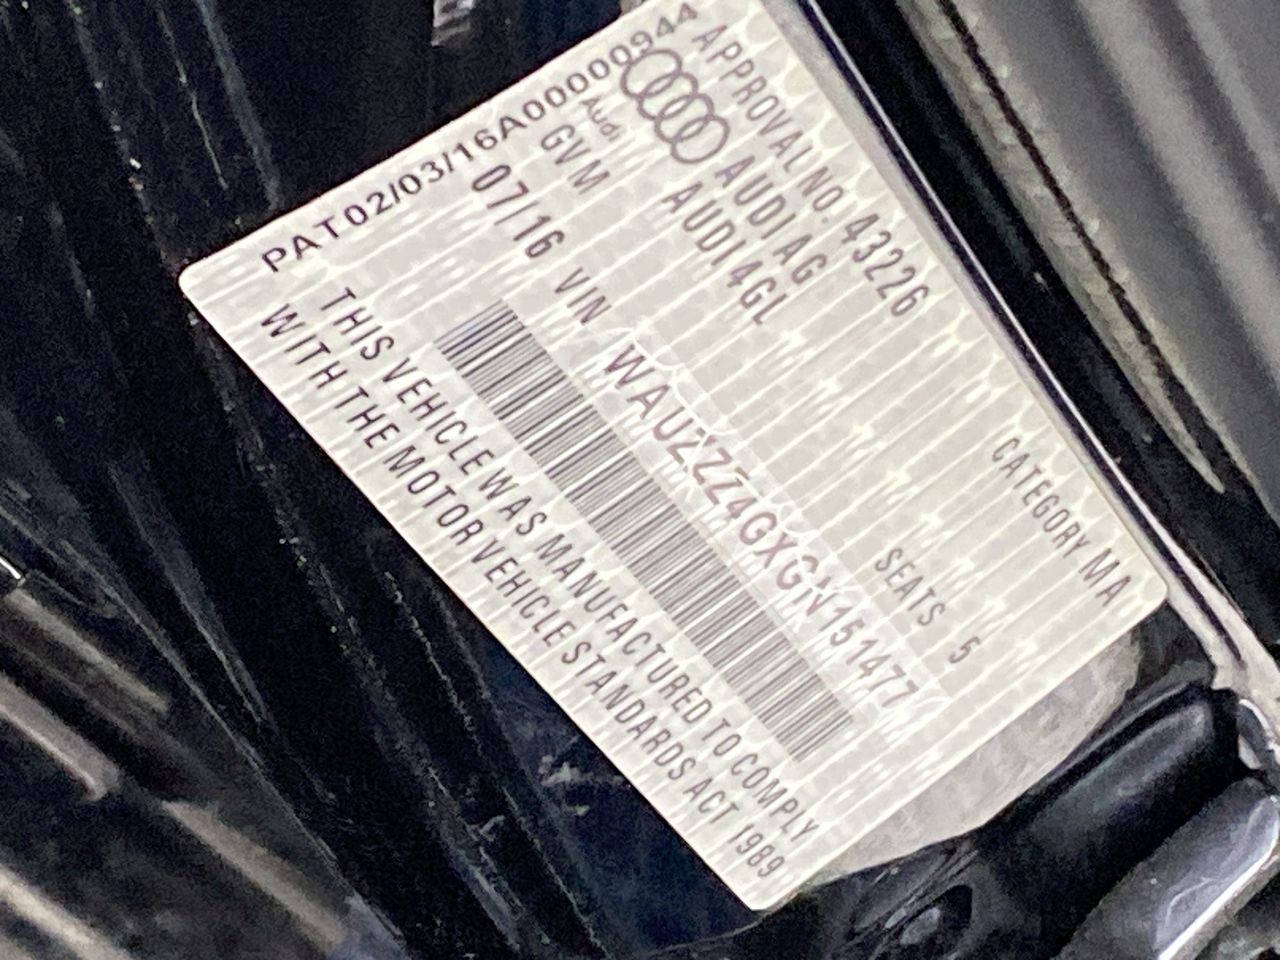 APPROVAL NO. 43226
CATEGORY MA
AUDI AG
AUDI 4GL
SEATS 5
Audi
GVM
07/16
VIN WAUZZZ4GXGN151477
THIS VEHICLE WAS MANUFACTURED TO COMPLY
WITH THE MOTOR VEHICLE STANDARDS ACT 1989
PAT02/03/16A0000944